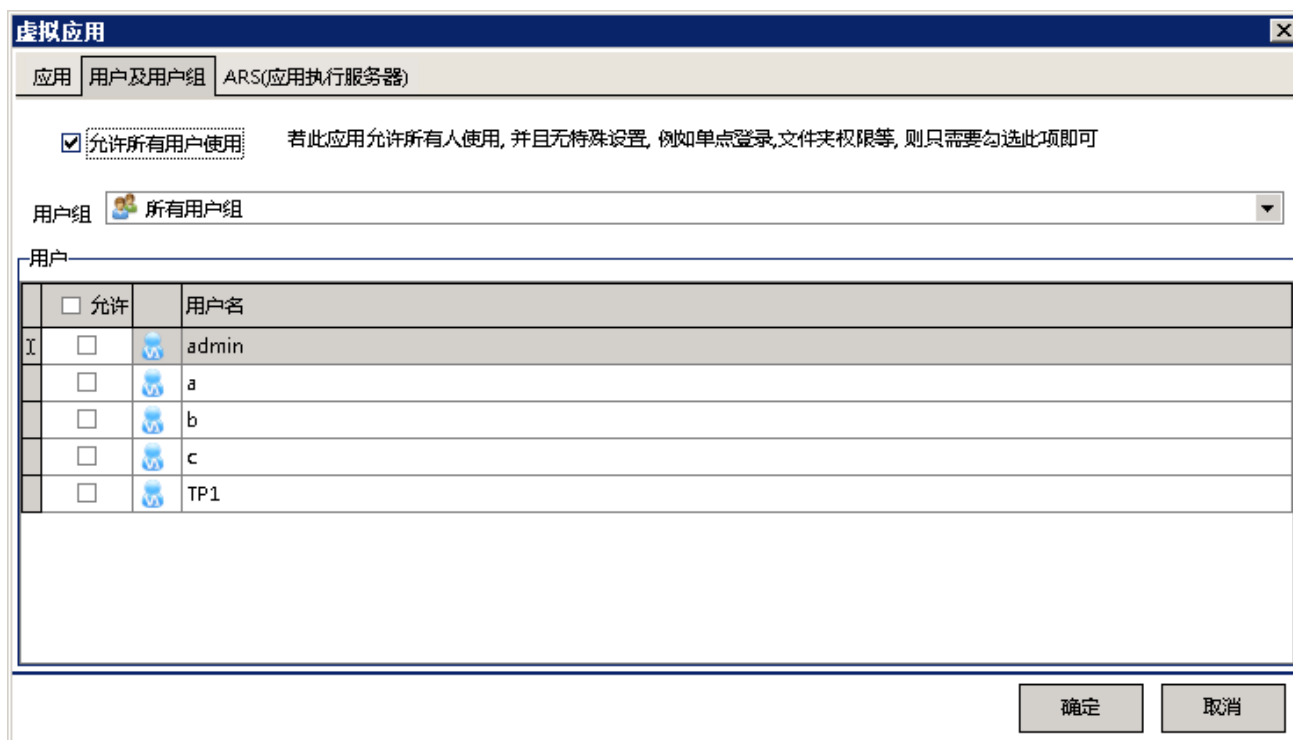 虚拟应用
应用 用户及用户组 ARS(应用执行服务器)
允许所有用户使用 若此应用允许所有人使用, 并且无特殊设置, 例如单点登录,文件夹权限等, 则只需要勾选此项即可
用户组 所有用户组
用户
允许 用户名
admin
a
b
c
TP1
确定 取消